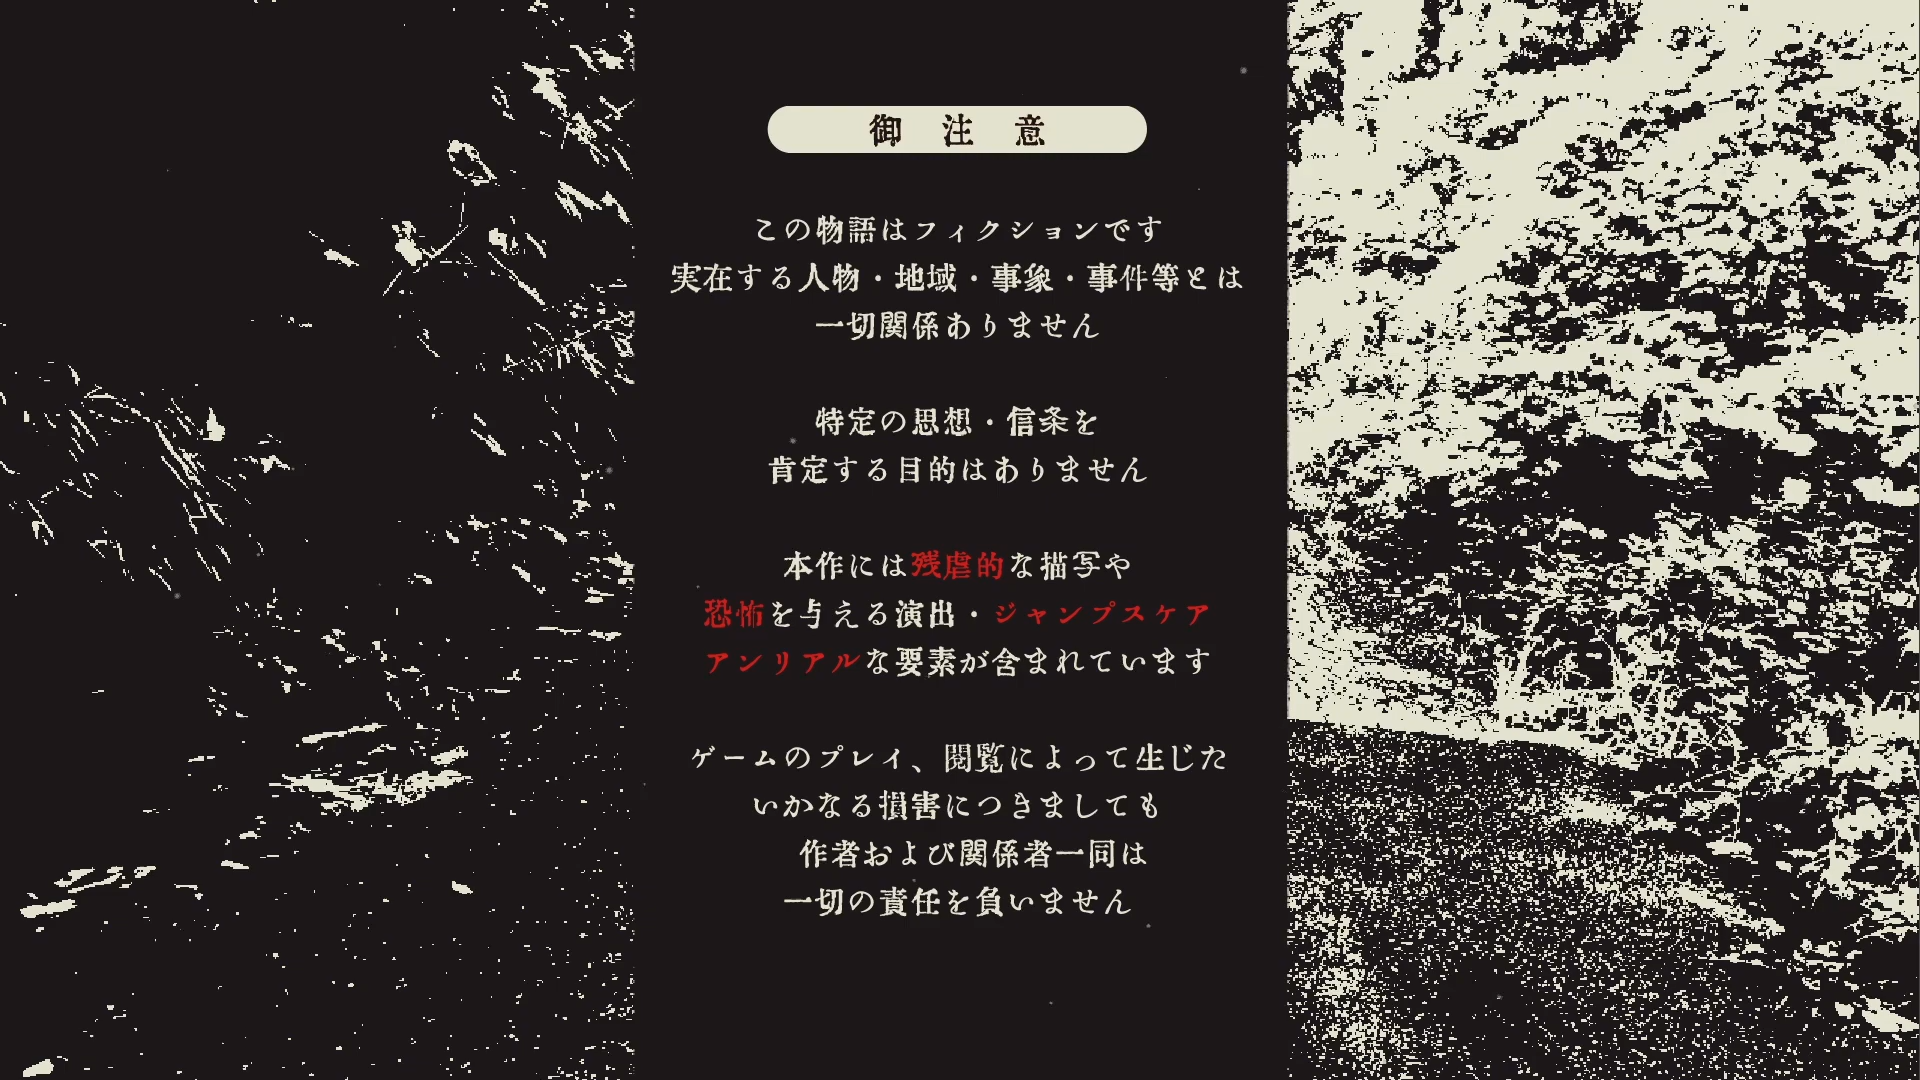 御注意
この物語はフィクションです
実在する人物・地域・事象・事件等とは
一切関係ありません
特定の思想・信条を
肯定する目的はありません
本作には残虐的な描写や
恐怖を与える演出・ジャンプスケア
アンリアルな要素が含まれています
ゲームのプレイ、閲覧によって生じた
いかなる損害につきましても
作者および関係者一同は
一切の責任を負いません